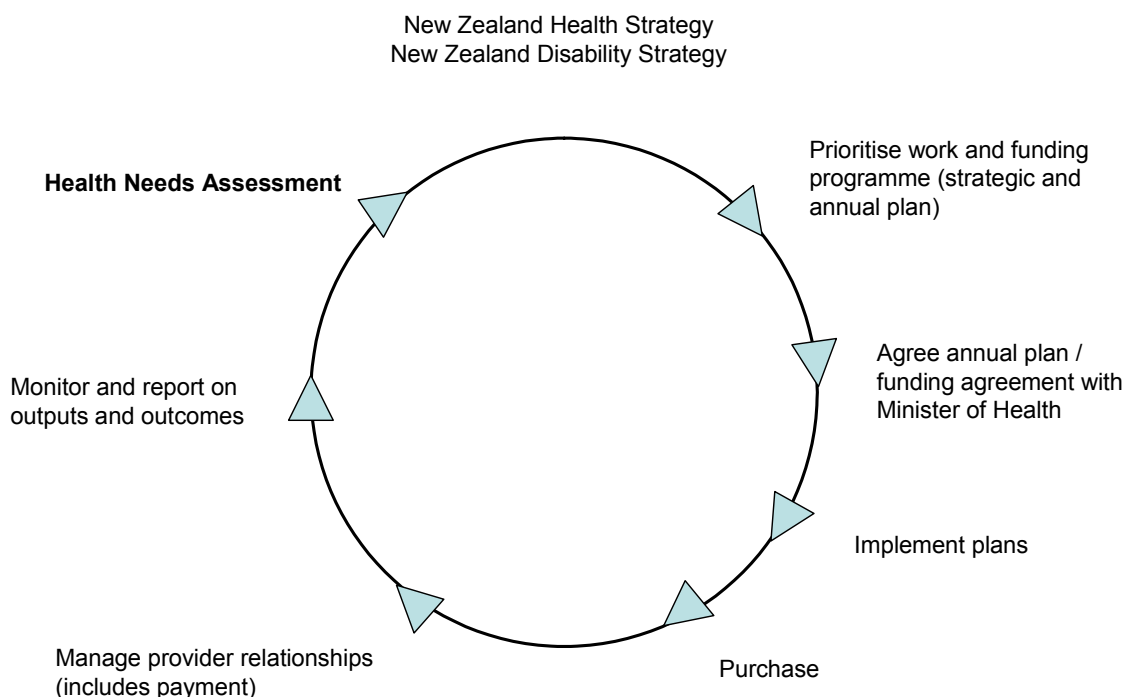 New Zealand Health Strategy
New Zealand Disability Strategy
Health Needs Assessment
Prioritise work and funding
programme (strategic and
annual plan)
Agree annual plan /
funding agreement with
Minister of Health
Implement plans
Purchase
Manage provider relationships
(includes payment)
Monitor and report on
outputs and outcomes